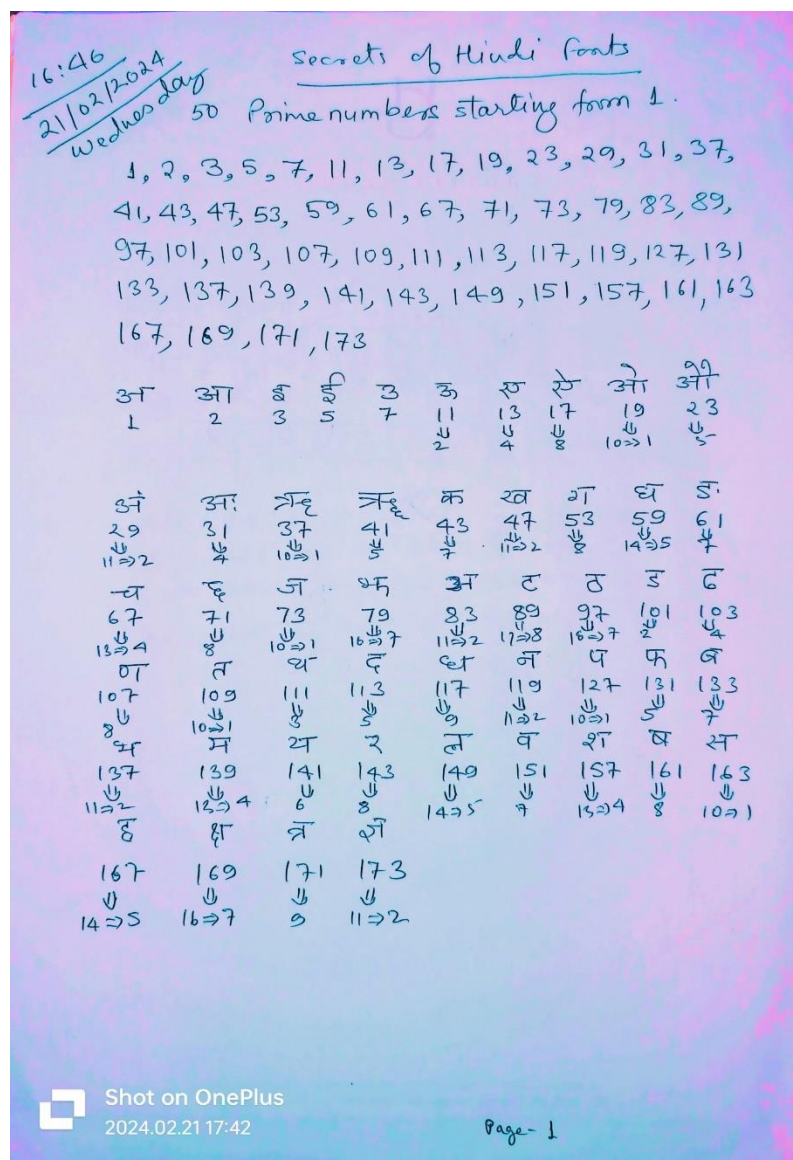 16:46
21/02/2024
Wednesday
Secrets of Hindi Fonts
50 Prime numbers starting from 1.
1, 2, 3, 5, 7, 11, 13, 17, 19, 23, 29, 31, 37,
41, 43, 47, 53, 59, 61, 67, 71, 73, 79, 83, 89,
97, 101, 103, 107, 109, 111, 113, 117, 119, 127, 131
133, 137, 139, 141, 143, 149, 151, 157, 161, 163
167, 169, 171, 173
अ आ इ ई उ ऊ ए ऐ ओ औ
1 2 3 5 7 11 13 17 19 23
⇓ ⇓ ⇓ ⇓ ⇓
2 4 8 10⇒1 5
अं अः ऋ ॠ क ख ग घ ङ
29 31 37 41 43 47 53 59 61
⇓ ⇓ ⇓ ⇓ ⇓ ⇓ ⇓ ⇓ ⇓
11⇒2 4 10⇒1 5 7 11⇒2 8 14⇒5 7
च छ ज झ ञ ट ठ ड ढ
67 71 73 79 83 89 97 101 103
⇓ ⇓ ⇓ ⇓ ⇓ ⇓ ⇓ ⇓ ⇓
13⇒4 8 10⇒1 16⇒7 11⇒2 17⇒8 16⇒7 2 4
ण त थ द ध न प फ ब
107 109 111 113 117 119 127 131 133
⇓ ⇓ ⇓ ⇓ ⇓ ⇓ ⇓ ⇓ ⇓
8 10⇒1 3 5 9 11⇒2 10⇒1 5 7
भ म य र ल व श ष स
137 139 141 143 149 151 157 161 163
⇓ ⇓ ⇓ ⇓ ⇓ ⇓ ⇓ ⇓ ⇓
11⇒2 13⇒4 6 8 14⇒5 7 13⇒4 8 10⇒1
ह क्ष त्र
167 169 171 173
⇓ ⇓ ⇓ ⇓
14⇒5 16⇒7 9 11⇒2
Shot on OnePlus
2024.02.21 17:42
Page- 1